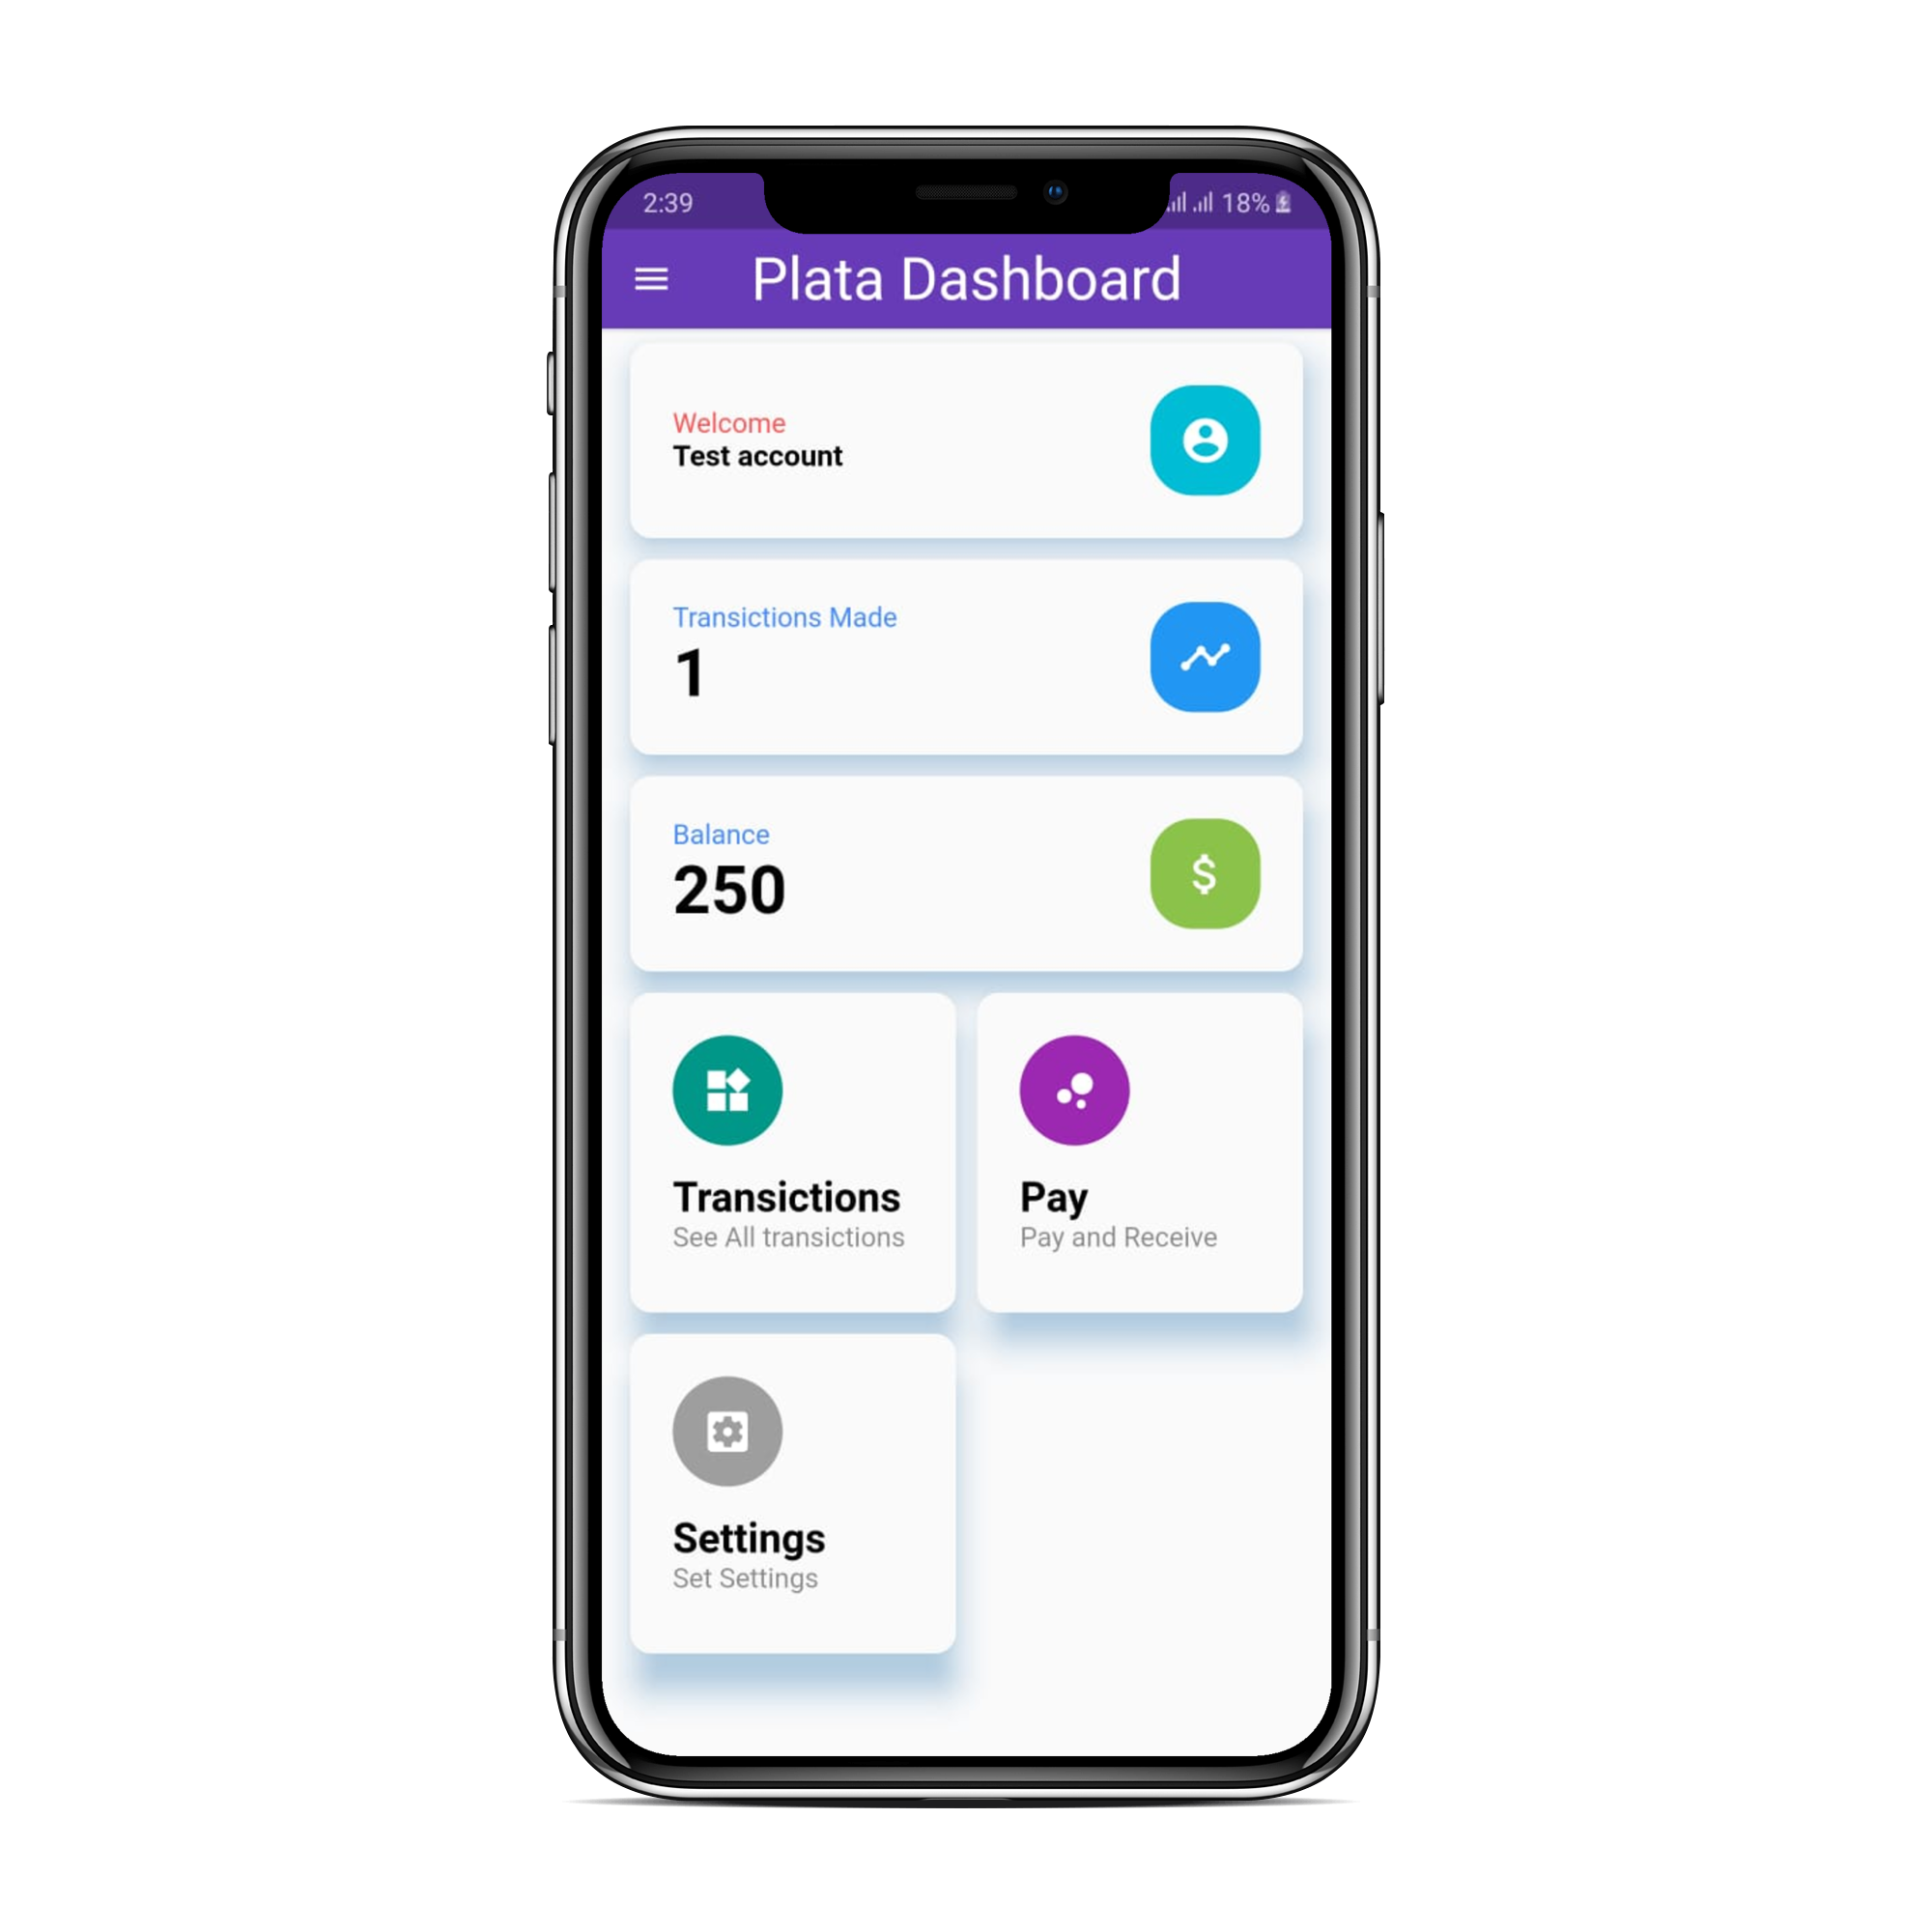 2:39
18%
Plata Dashboard
Welcome
Test account
Transictions Made
1
Balance
250
$
Transictions
See All transictions
Pay
Pay and Receive
Settings
Set Settings